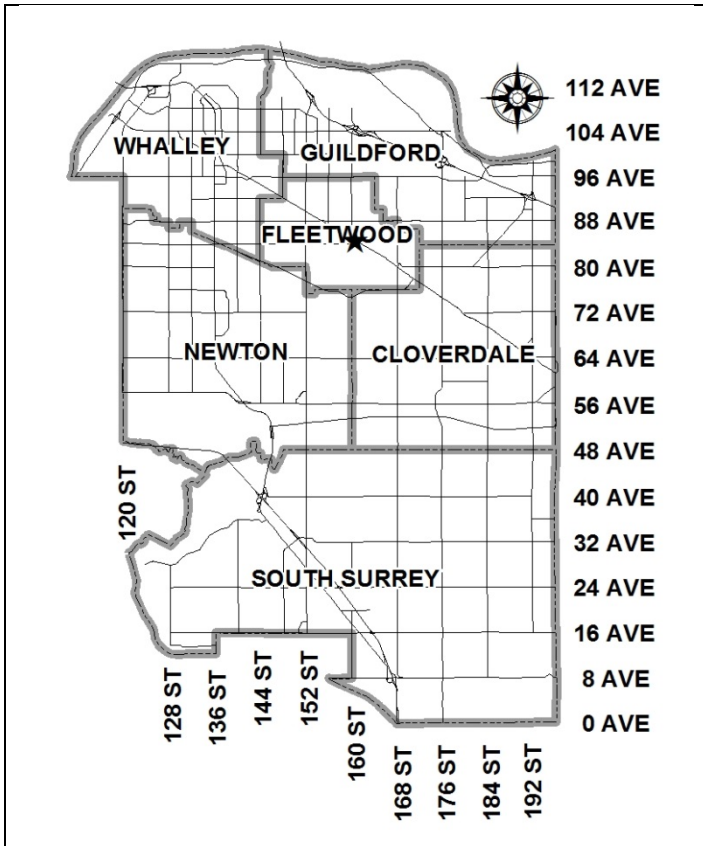 112 AVE
104 AVE
WHALLEY
GUILDFORD
96 AVE
88 AVE
FLEETWOOD
80 AVE
72 AVE
NEWTON
CLOVERDALE
64 AVE
56 AVE
48 AVE
120 ST
40 AVE
32 AVE
SOUTH SURREY
24 AVE
16 AVE
8 AVE
0 AVE
128 ST
136 ST
144 ST
152 ST
160 ST
168 ST
176 ST
184 ST
192 ST